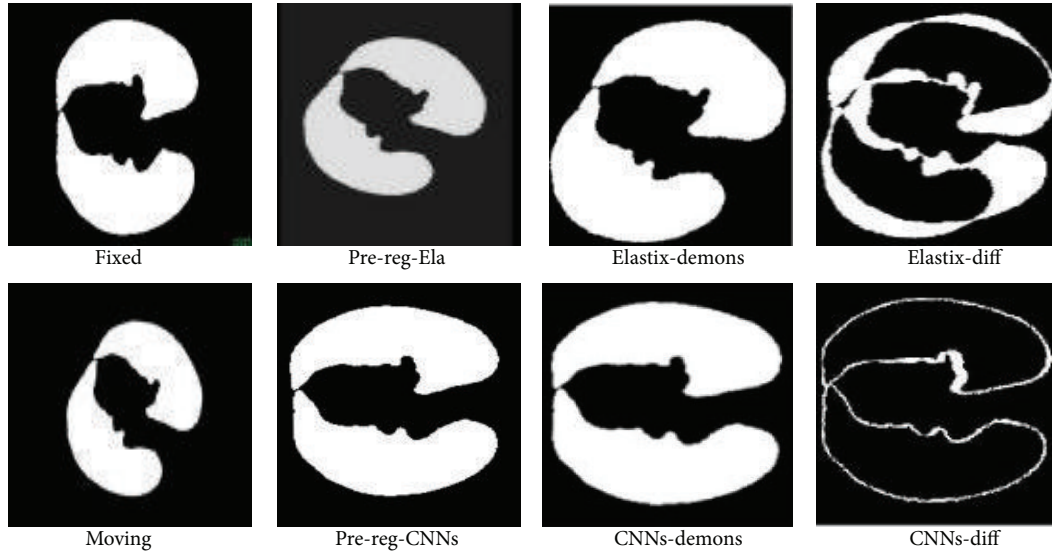 Fixed
Pre-reg-Ela
Elastix-demons
Elastix-diff
Moving
Pre-reg-CNNs
CNNs-demons
CNNs-diff